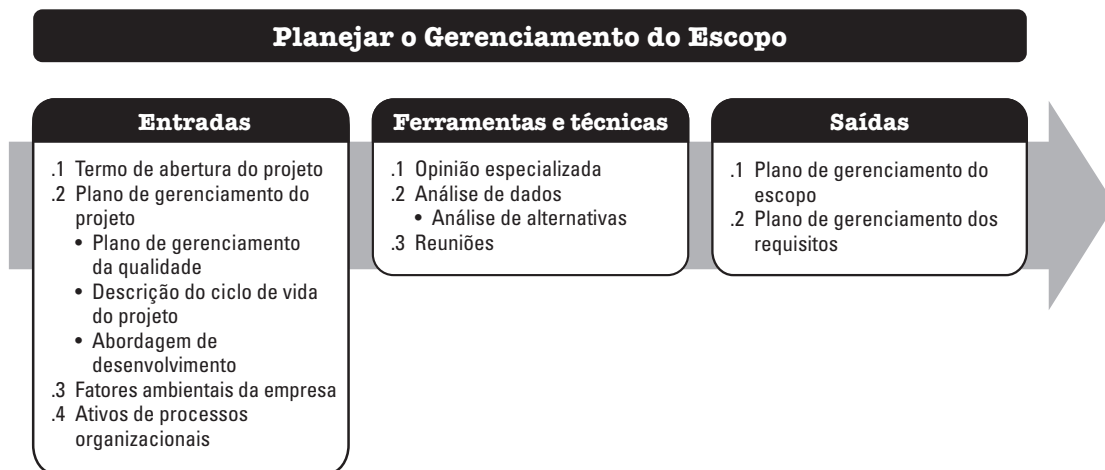 Planejar o Gerenciamento do Escopo
Entradas
.1 Termo de abertura do projeto
.2 Plano de gerenciamento do
projeto
• Plano de gerenciamento
da qualidade
• Descrição do ciclo de vida
do projeto
• Abordagem de
desenvolvimento
.3 Fatores ambientais da empresa
.4 Ativos de processos
organizacionais
Ferramentas e técnicas
.1 Opinião especializada
.2 Análise de dados
• Análise de alternativas
.3 Reuniões
Saídas
.1 Plano de gerenciamento do
escopo
.2 Plano de gerenciamento dos
requisitos